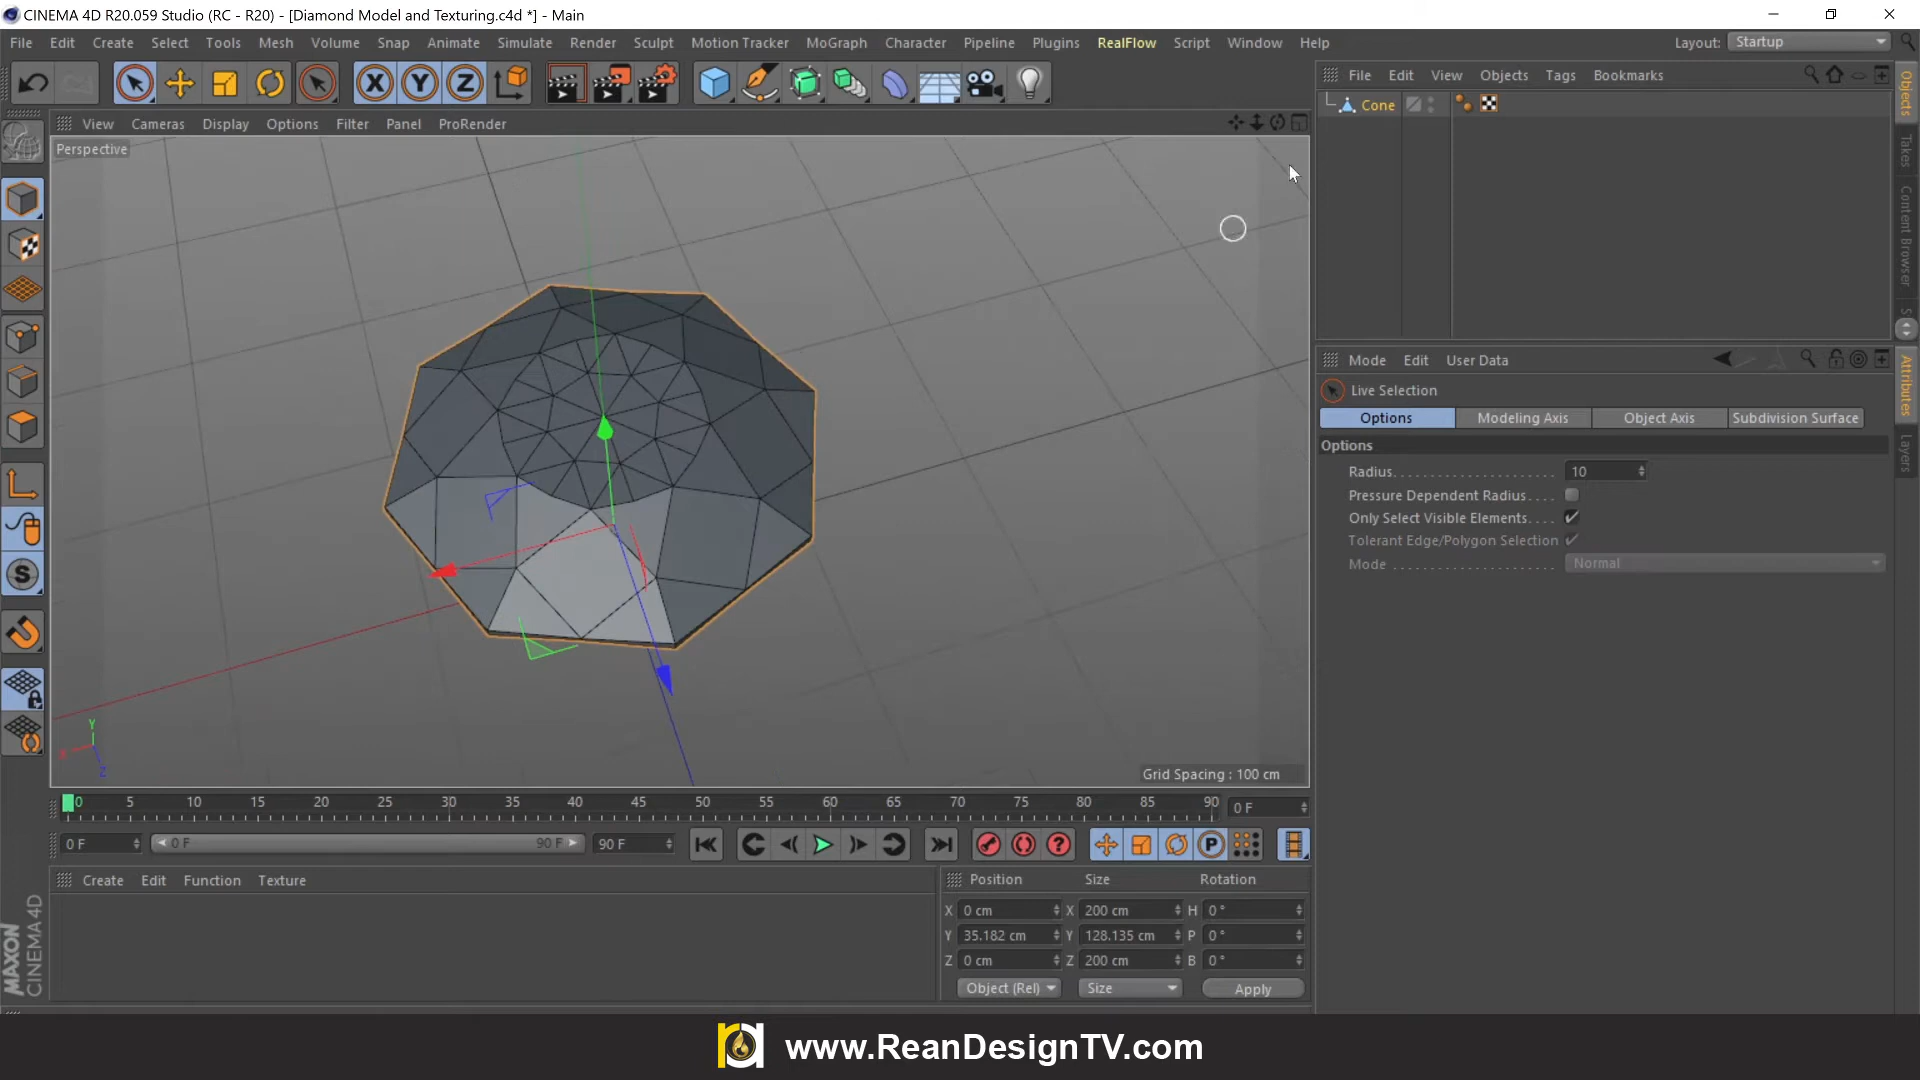 CINEMA 4D R20.059 Studio (RC - R20) - [Diamond Model and Texturing.c4d *] - Main
File Edit Create Select Tools Mesh Volume Snap Animate Simulate Render Sculpt Motion Tracker MoGraph Character Pipeline Plugins RealFlow Script Window Help
Layout: Startup
View Cameras Display Options Filter Panel ProRender
Perspective
Y
X
Z
Grid Spacing : 100 cm
File Edit View Objects Tags Bookmarks
Cone
Objects
Takes
Content Browser
S
Mode Edit User Data
Live Selection
Options Modeling Axis Object Axis Subdivision Surface
Options
Radius 10
Pressure Dependent Radius
Only Select Visible Elements
Tolerant Edge/Polygon Selection
Mode Normal
Attributes
Layers
0 5 10 15 20 25 30 35 40 45 50 55 60 65 70 75 80 85 90
0 F
0 F 0 F 90 F 90 F
Create Edit Function Texture
Position Size Rotation
X 0 cm X 200 cm H 0 °
Y 35.182 cm Y 128.135 cm P 0 °
Z 0 cm Z 200 cm B 0 °
Object (Rel) Size Apply
MAXON CINEMA 4D
www.ReanDesignTV.com